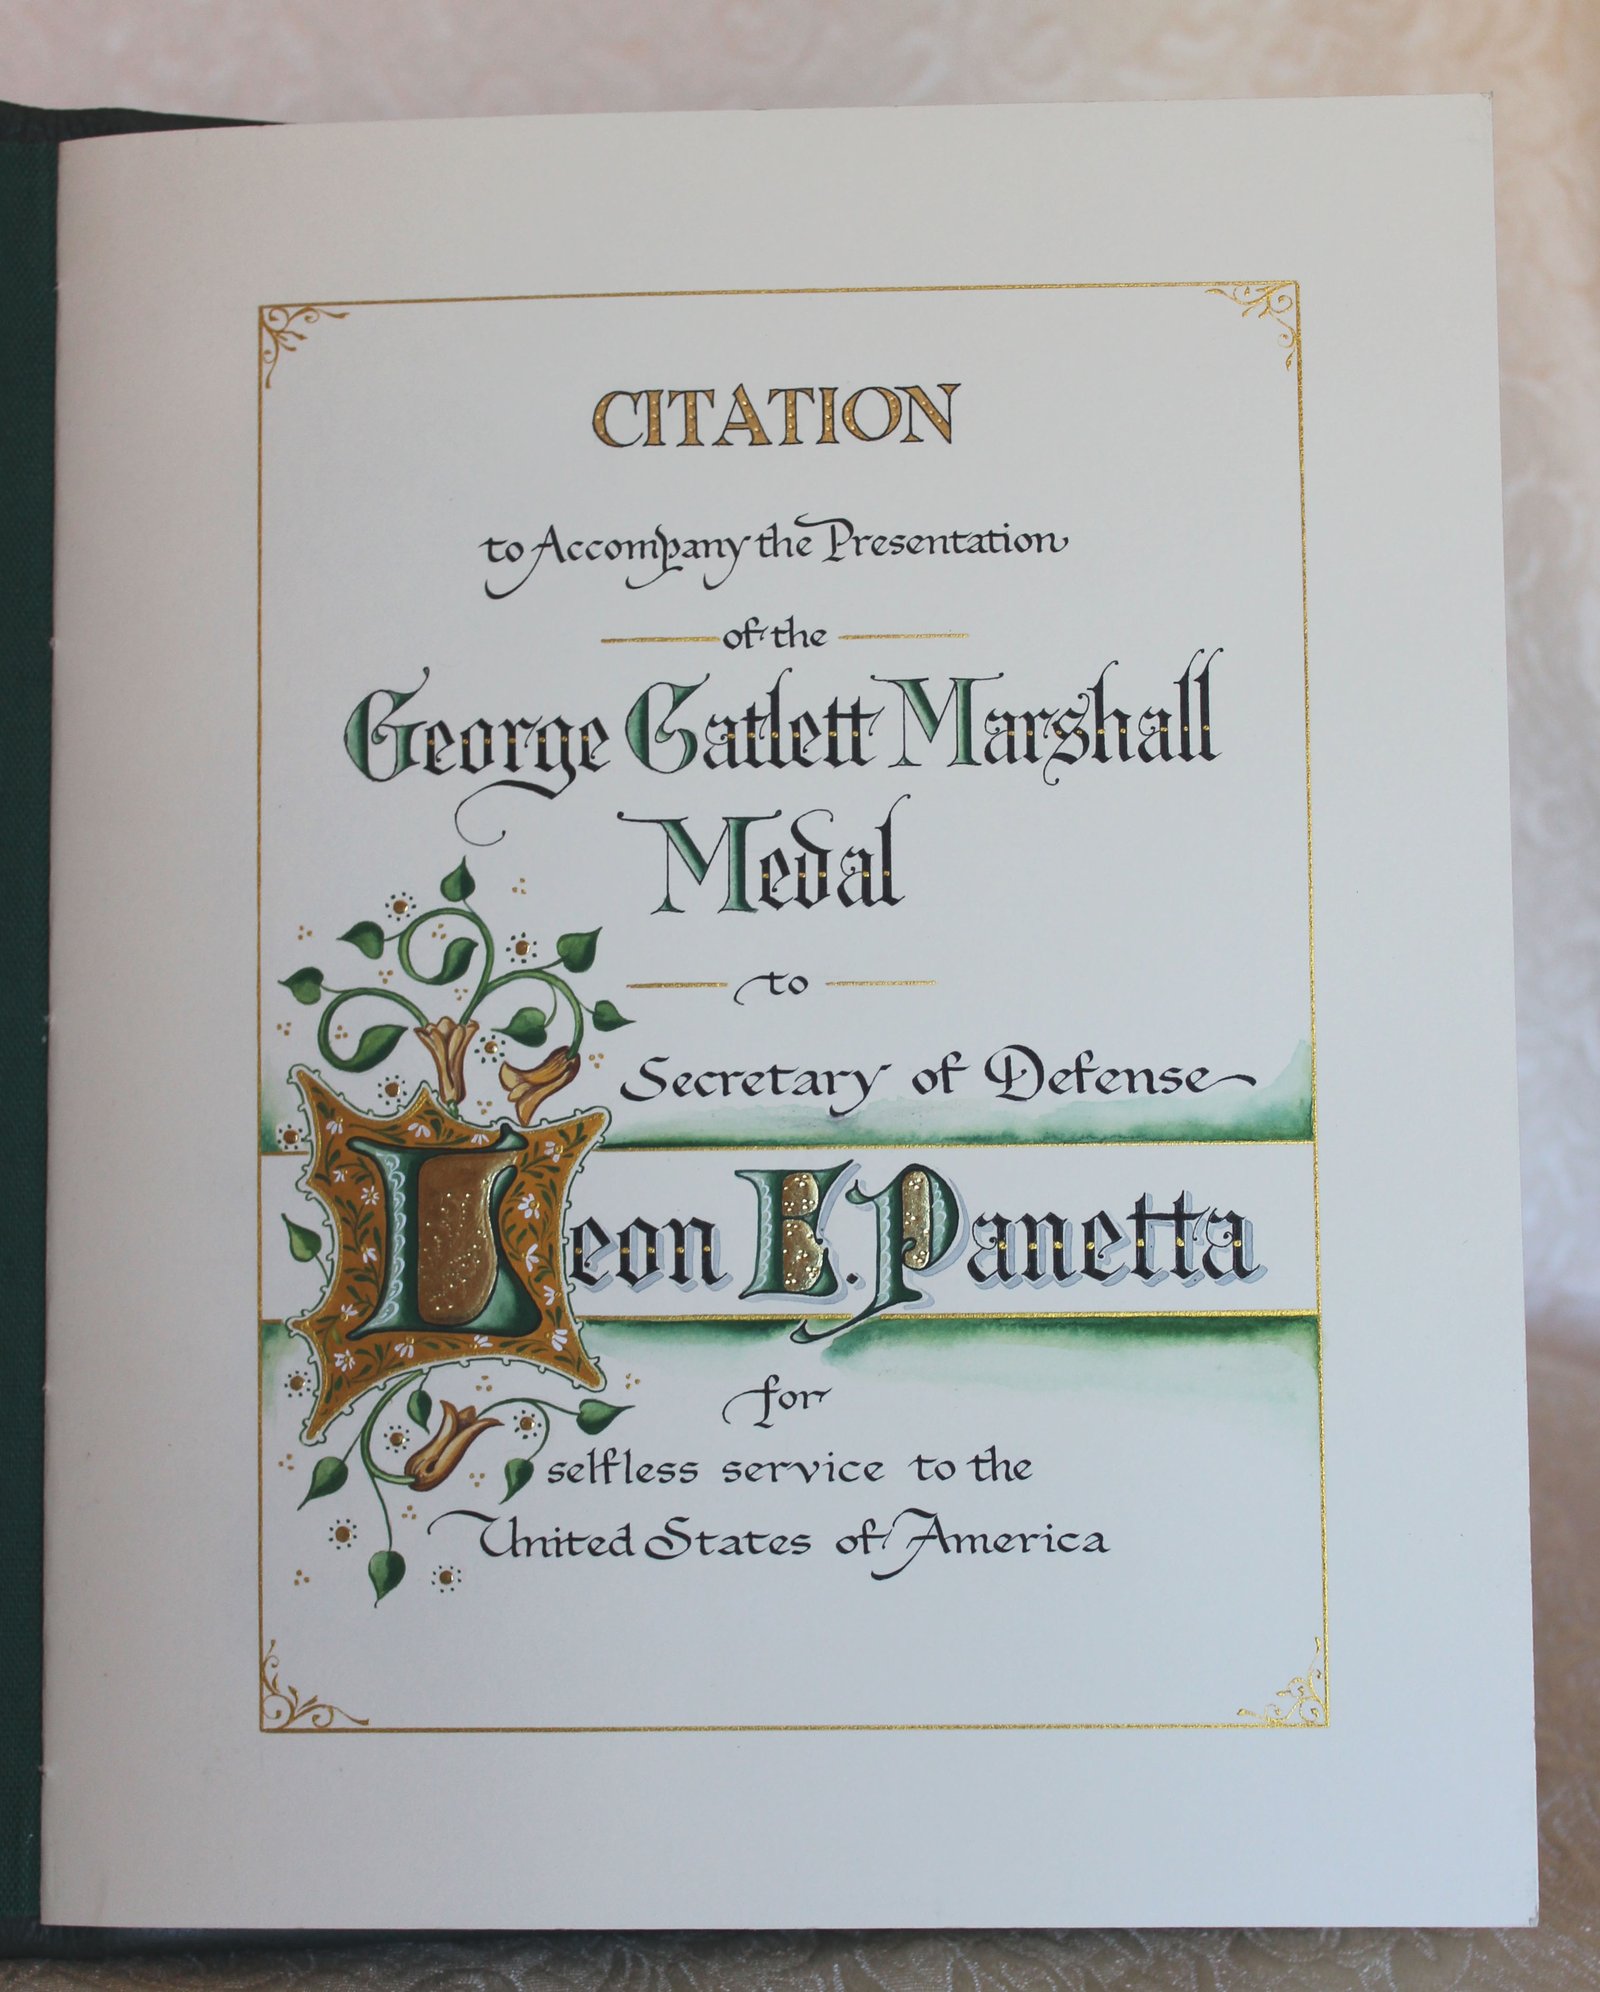 CITATION
to Accompany the Presentation
of the
George Catlett Marshall
Medal
to
Secretary of Defense
Leon E. Panetta
for
selfless service to the
United States of America